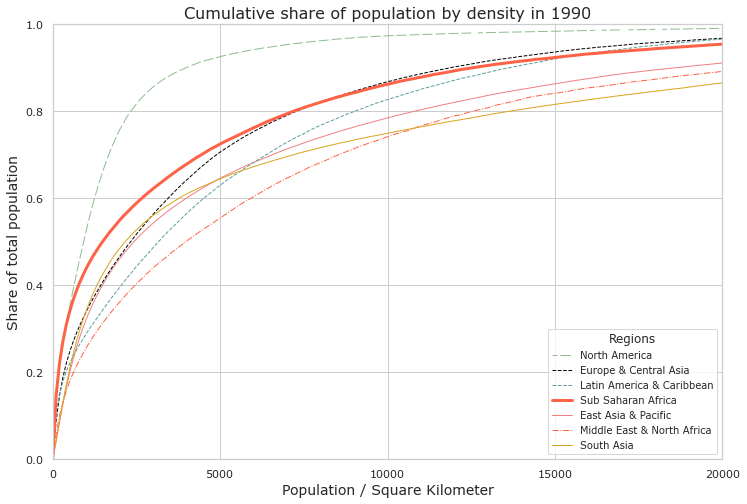 Cumulative share of population by density in 1990
Share of total population
1.0
0.8
0.6
0.4
0.2
0.0
0
5000
10000
15000
20000
Population / Square Kilometer
Regions
North America
Europe & Central Asia
Latin America & Caribbean
Sub Saharan Africa
East Asia & Pacific
Middle East & North Africa
South Asia